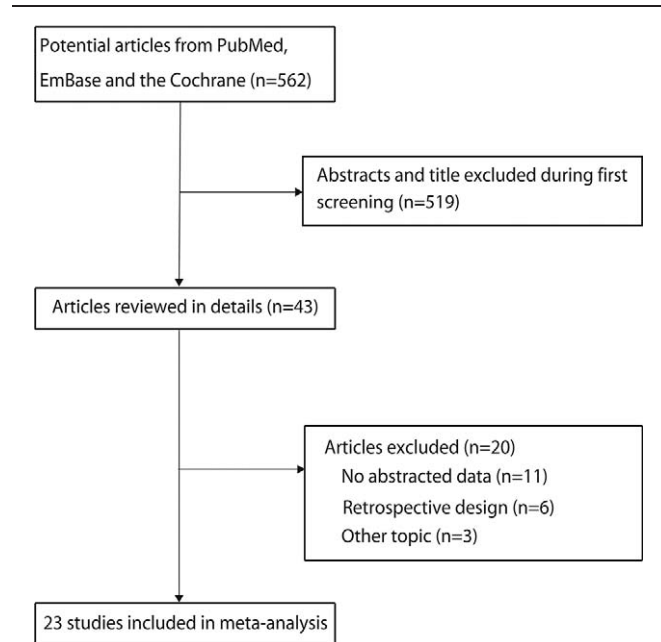 Potential articles from PubMed,
EmBase and the Cochrane (n=562)
Abstracts and title excluded during first
screening (n=519)
Articles reviewed in details (n=43)
Articles excluded (n=20)
No abstracted data (n=11)
Retrospective design (n=6)
Other topic (n=3)
23 studies included in meta-analysis